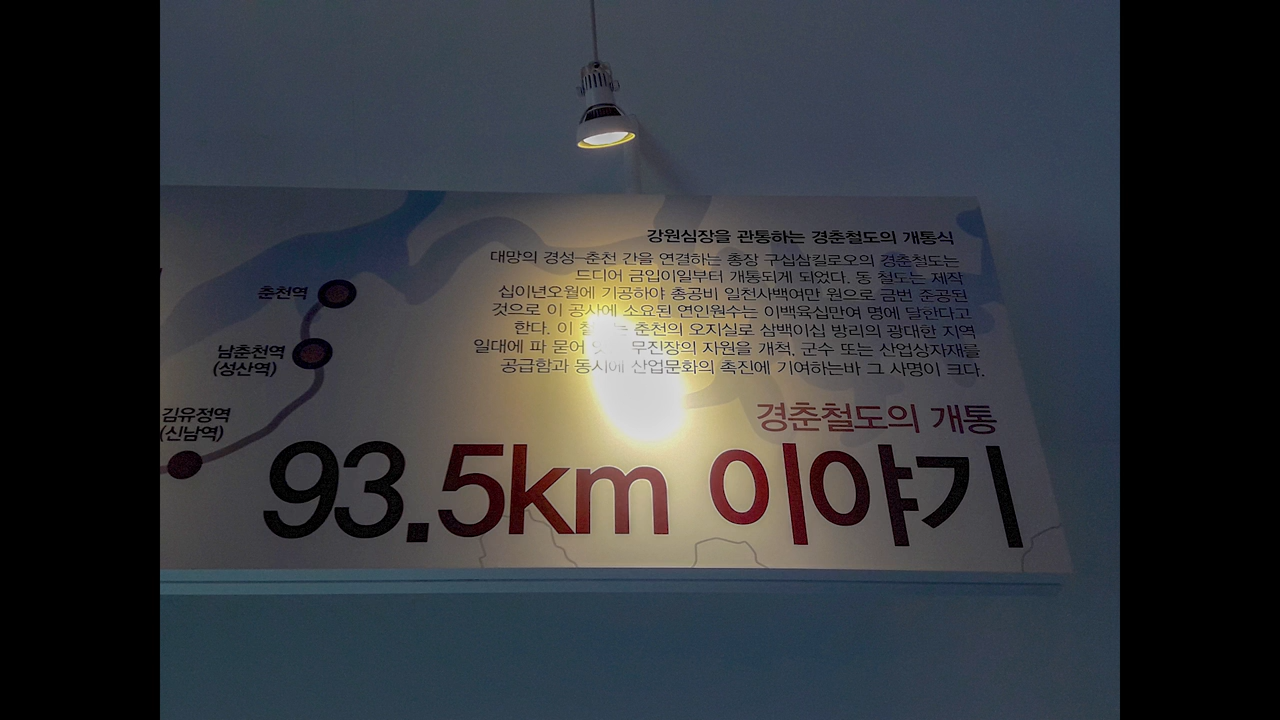 강원심장을 관통하는 경춘철도의 개통식
대망의 경성-춘천 간을 연결하는 총장 구십삼킬로오의 경춘철도는
드디어 금입이일부터 개통되게 되었다. 동 철도는 제작
십이년오월에 기공하야 총공비 일천사백여만 원으로 금번 준공된
것으로 이 공사에 소요된 연인원수는 이백육십만여 명에 달한다고
한다. 이 춘천의 오지실로 삼백이십 방리의 광대한 지역
일대에 파 묻어 무진장의 자원을 개척, 군수 또는 산업상자재를
공급함과 동시에 산업문화의 촉진에 기여하는바 그 사명이 크다.
춘천역
남춘천역
(성산역)
김유정역
(신남역)
경춘철도의 개통
93.5km 이야기